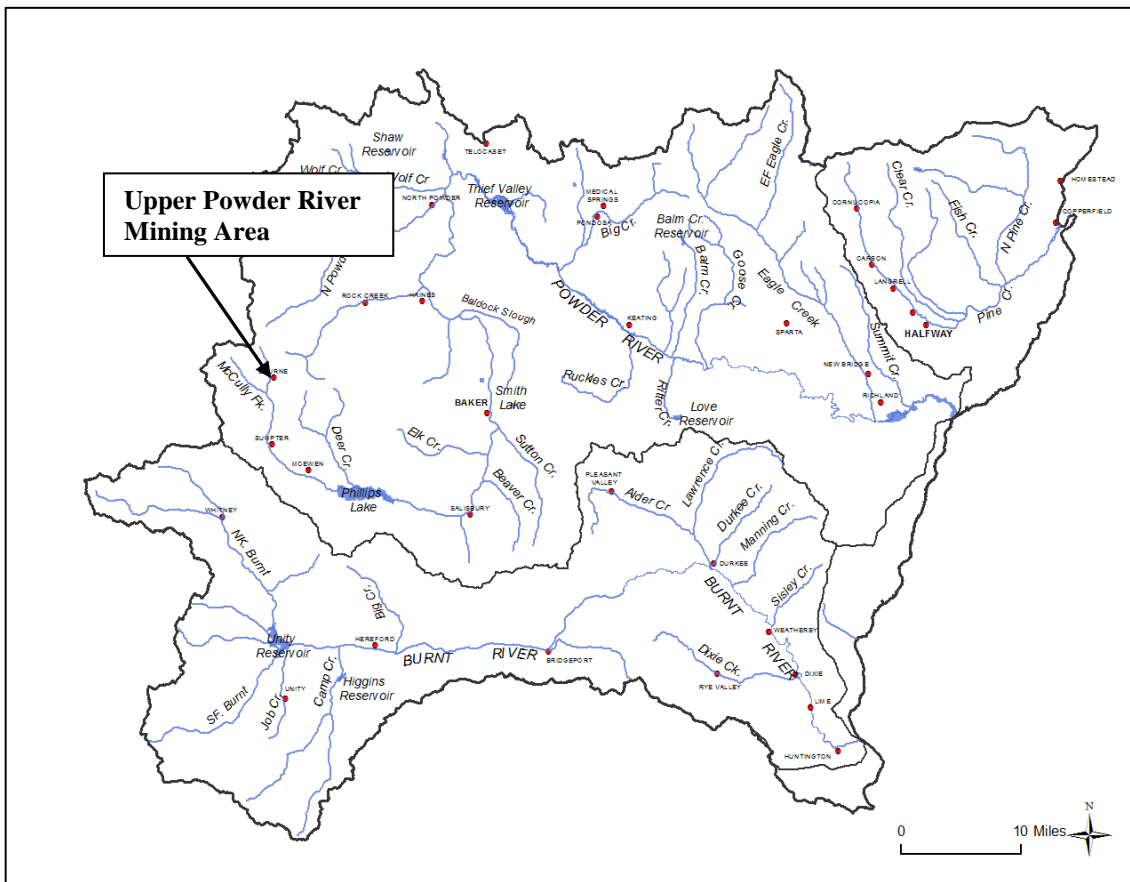 Shaw
Reservoir
TELOCASET
Wolf Cr
Wolf Cr
Upper Powder River
Mining Area
NORTH POWDER
Thief Valley
Reservoir
MEDICAL
SPRINGS
PONDOSA
Big Cr.
Balm Cr.
Reservoir
EF Eagle Cr.
Clear Cr.
Fish Cr.
N Pine Cr.
HOMESTEAD
COPPERFIELD
CORNUCOPIA
CARSON
LANGRELL
HALFWAY
Pine Cr.
N Powd
ROCK CREEK
HAINES
Baldock Slough
POWDER
RIVER
KEATING
Balm Cr.
Goose Cr.
Eagle
Creek
SPARTA
Summit Cr.
NEW BRIDGE
RICHLAND
McCully Fk.
URNE
Ruckles Cr.
Ritter Cr.
Love
Reservoir
Smith
Lake
BAKER
SUMPTER
MCEWEN
Deer Cr.
Elk Cr.
Sutton Cr.
Beaver Cr.
Phillips
Lake
SALISBURY
PLEASANT
VALLEY
Alder Cr
Lawrence Cr.
Durkee Cr.
Manning Cr.
DURKEE
WHITNEY
NK. Burnt
BURNT
Sisley Cr.
WEATHERBY
Big Cr.
Unity
Reservoir
HEREFORD
BURNT
RIVER
BRIDGEPORT
RIVER
Dixie Ck.
DIXIE
RYE VALLEY
Camp Cr.
Higgins
Reservoir
SF. Burnt
Job Cr.
UNITY
LIME
HUNTINGTON
N
0
10 Miles